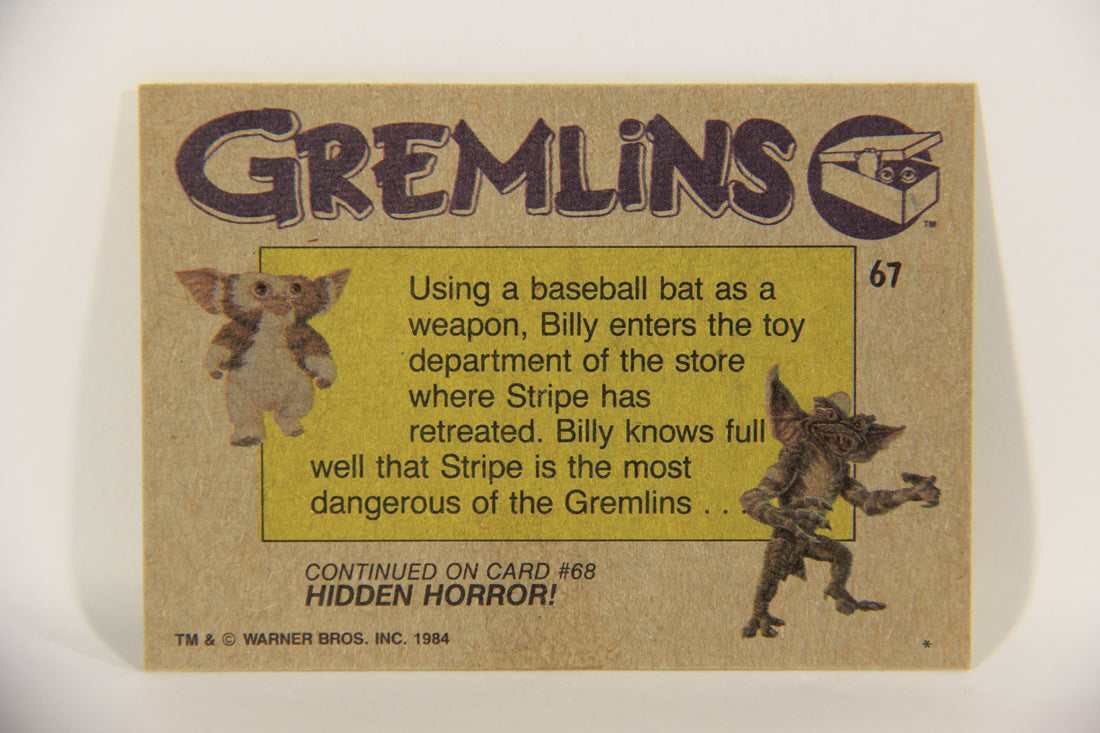 GREMLiNS
TM
67
Using a baseball bat as a
weapon, Billy enters the toy
department of the store
where Stripe has
retreated. Billy knows full
well that Stripe is the most
dangerous of the Gremlins . . .
CONTINUED ON CARD #68
HIDDEN HORROR!
TM & © WARNER BROS. INC. 1984
*